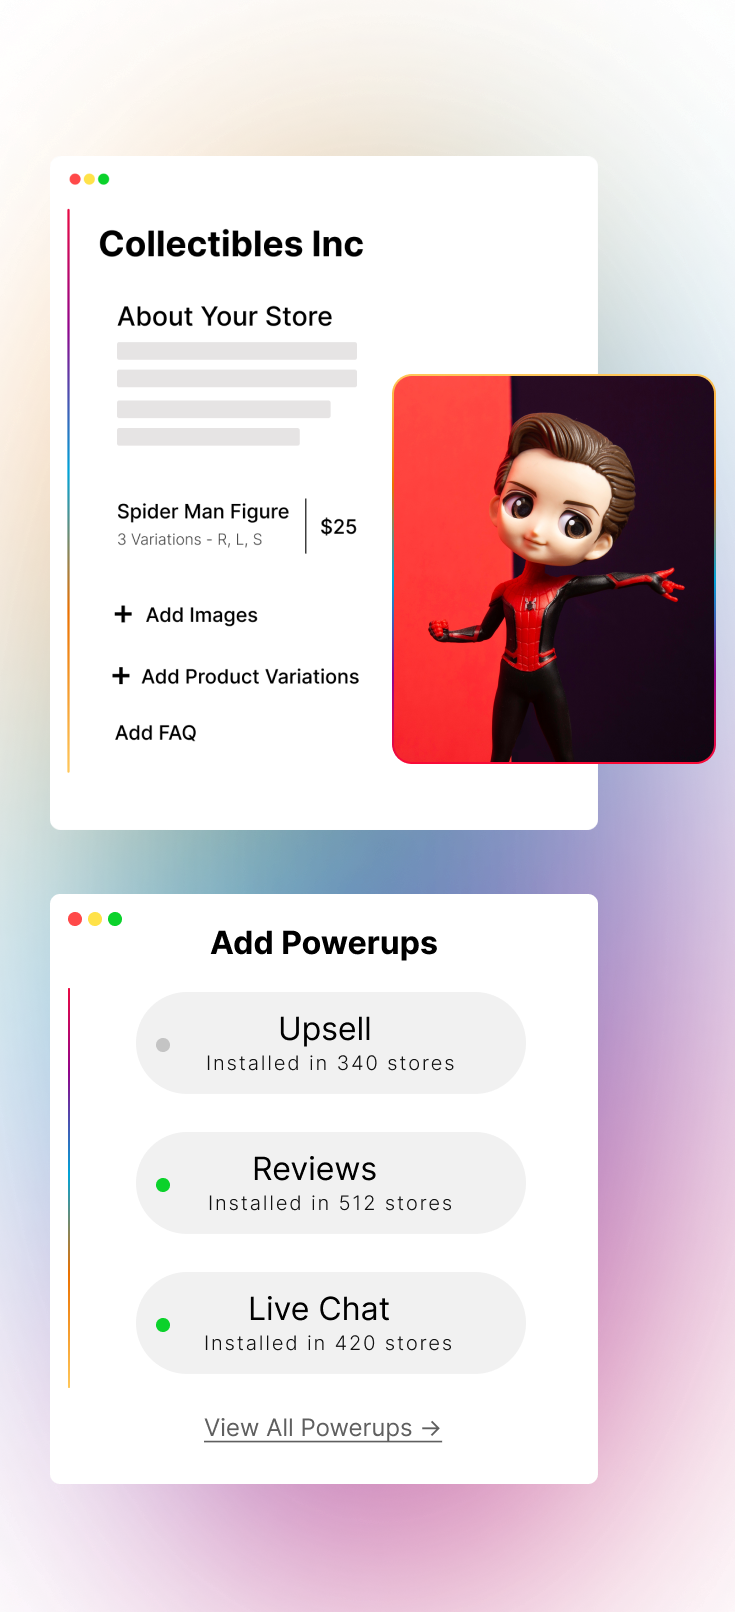 Collectibles Inc
About Your Store
Spider Man Figure
3 Variations - R, L, S
$25
+ Add Images
+ Add Product Variations
Add FAQ
Add Powerups
Upsell
Installed in 340 stores
Reviews
Installed in 512 stores
Live Chat
Installed in 420 stores
View All Powerups →